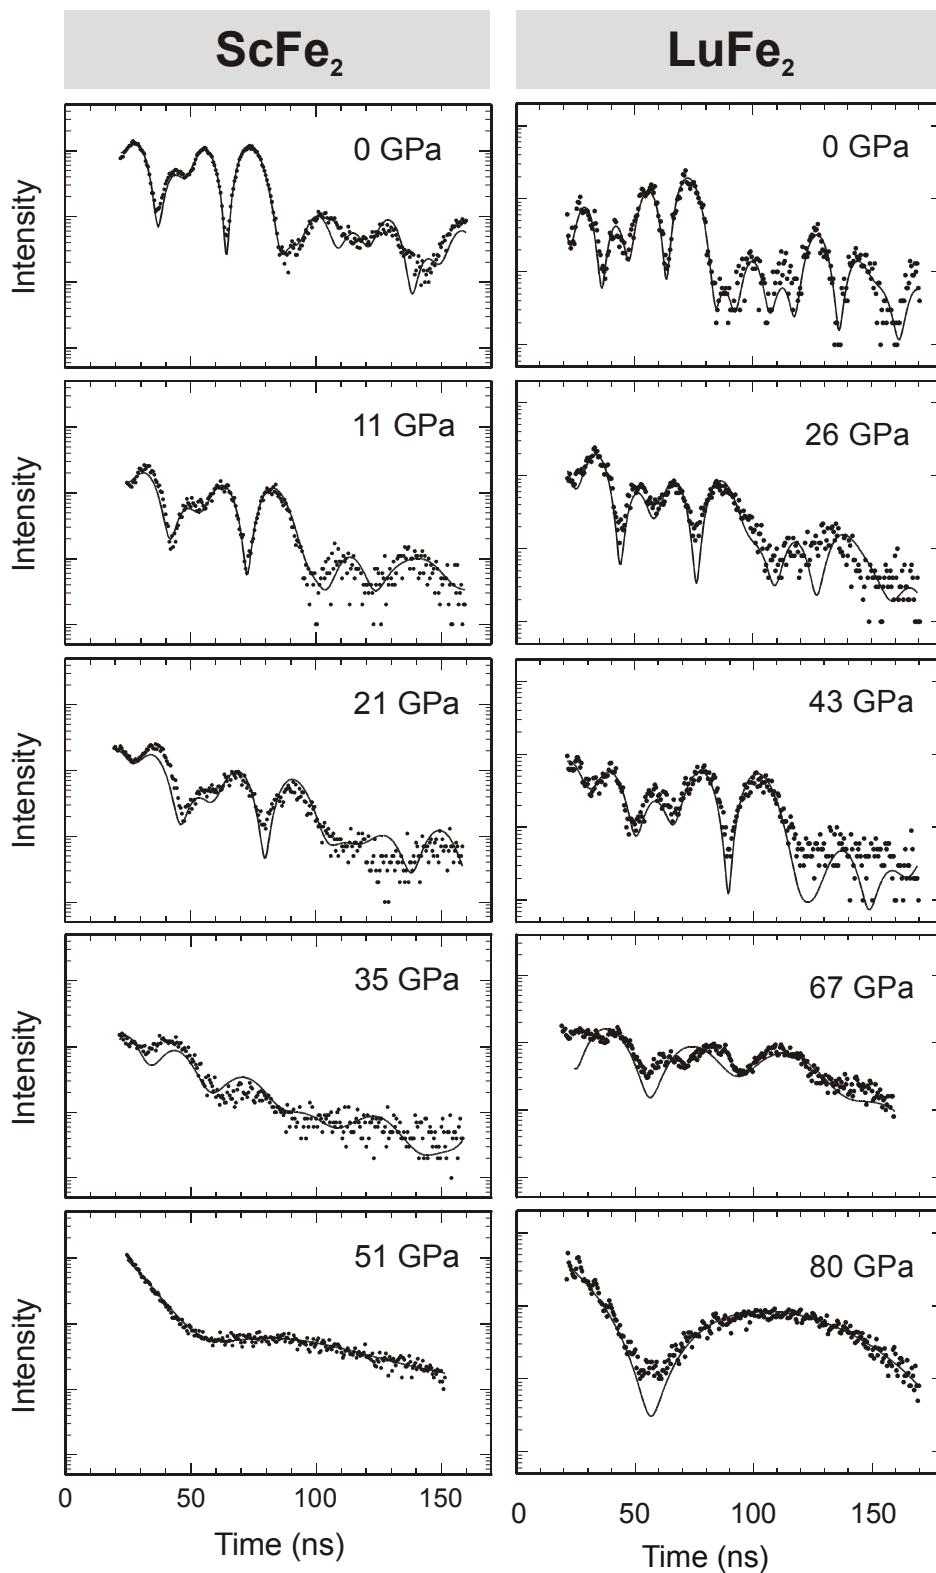 ScFe₂
LuFe₂
0 GPa
0 GPa
Intensity
11 GPa
26 GPa
Intensity
21 GPa
43 GPa
Intensity
35 GPa
67 GPa
Intensity
51 GPa
80 GPa
Intensity
0 50 100 150
0 50 100 150
Time (ns)
Time (ns)